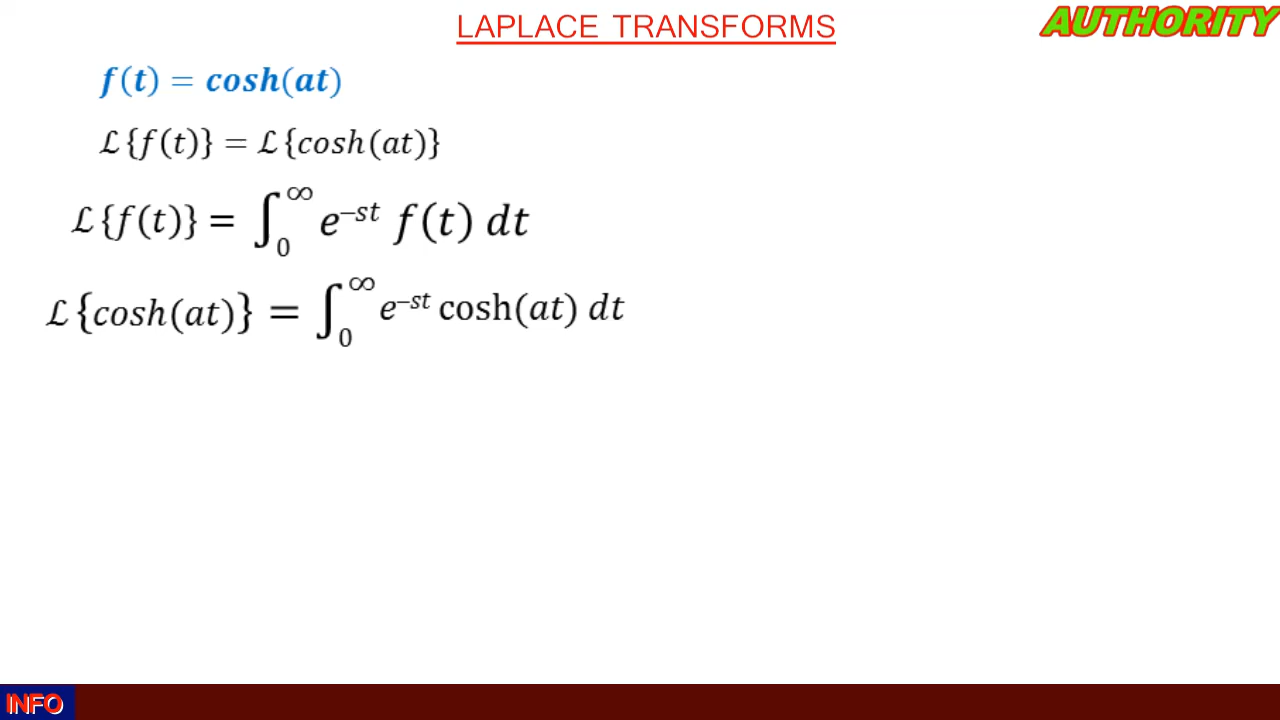 LAPLACE TRANSFORMS
AUTHORITY
f(t) = cosh(at)
ℒ{f(t)} = ℒ{cosh(at)}
ℒ{f(t)} = ∫₀^∞ e^–st f(t) dt
ℒ{cosh(at)} = ∫₀^∞ e^–st cosh(at) dt
INFO